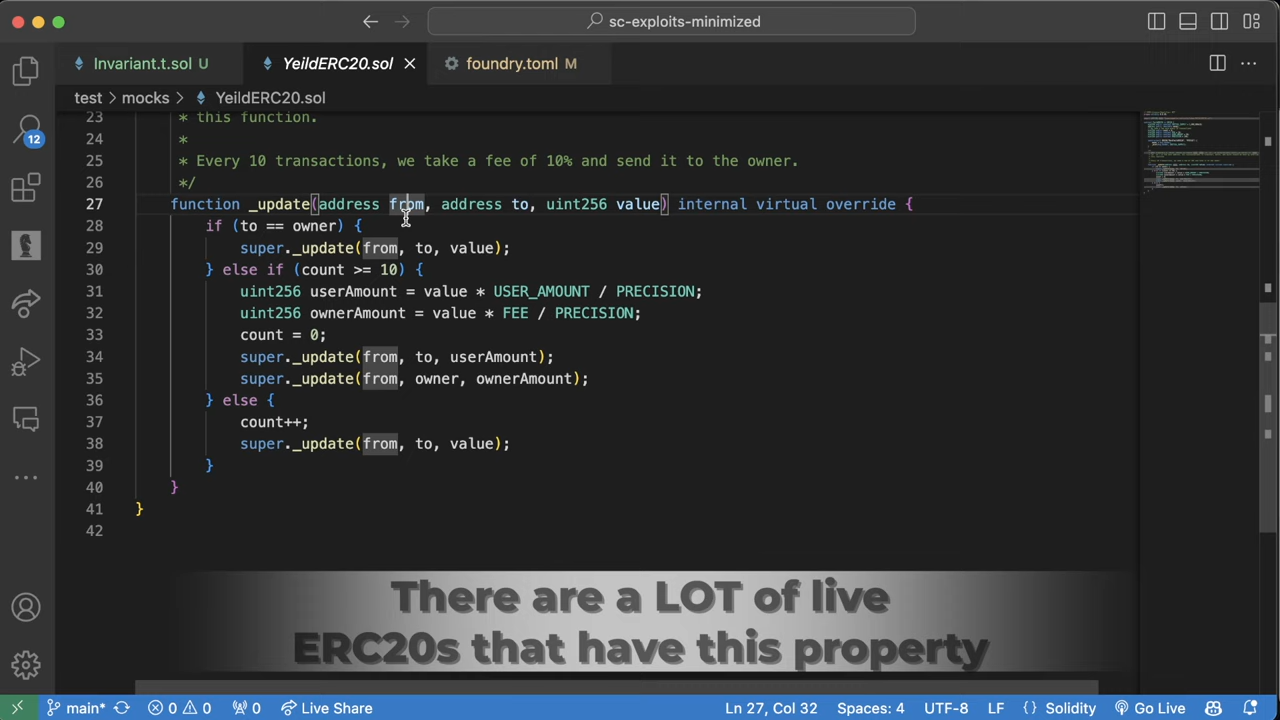 sc-exploits-minimized
Invariant.t.sol U
YeildERC20.sol
foundry.toml M
test > mocks > YeildERC20.sol
12
23 * this function.
24 *
25 * Every 10 transactions, we take a fee of 10% and send it to the owner.
26 */
27 function _update(address from, address to, uint256 value) internal virtual override {
28 if (to == owner) {
29 super._update(from, to, value);
30 } else if (count >= 10) {
31 uint256 userAmount = value * USER_AMOUNT / PRECISION;
32 uint256 ownerAmount = value * FEE / PRECISION;
33 count = 0;
34 super._update(from, to, userAmount);
35 super._update(from, owner, ownerAmount);
36 } else {
37 count++;
38 super._update(from, to, value);
39 }
40 }
41 }
42
There are a LOT of live
ERC20s that have this property
main* 0 0 0 Live Share Ln 27, Col 32 Spaces: 4 UTF-8 LF {} Solidity Go Live